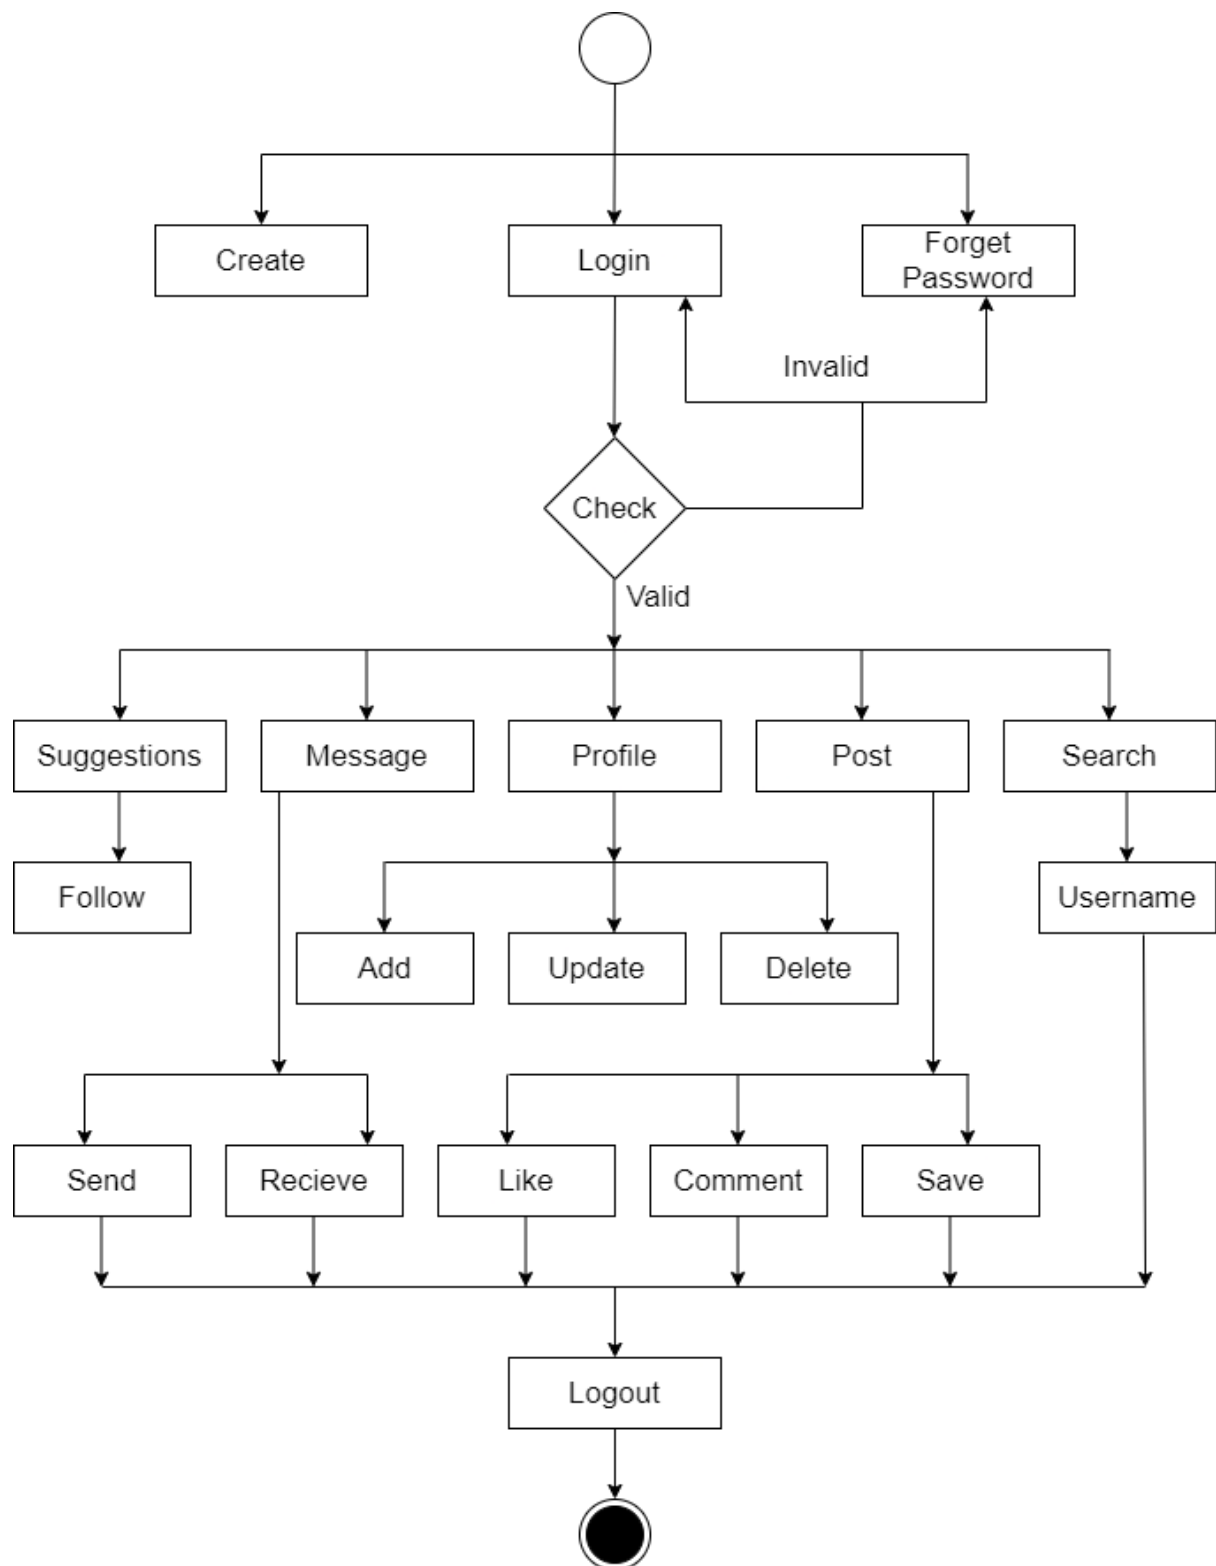 Create
Login
Forget
Password
Invalid
Check
Valid
Suggestions
Message
Profile
Post
Search
Follow
Username
Add
Update
Delete
Send
Recieve
Like
Comment
Save
Logout